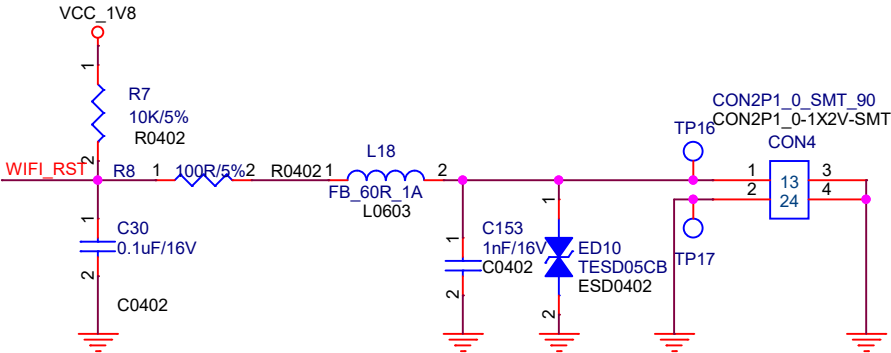 VCC_1V8
1
R7
10K/5%
R0402
2
WIFI_RST
R8
1
100R/5%
2
R0402
1
L18
2
FB_60R_1A
L0603
1
C30
0.1uF/16V
2
C0402
1
C153
1nF/16V
C0402
2
1
ED10
TESD05CB
ESD0402
2
TP16
TP17
CON2P1_0_SMT_90
CON2P1_0-1X2V-SMT
CON4
1
13
3
2
24
4